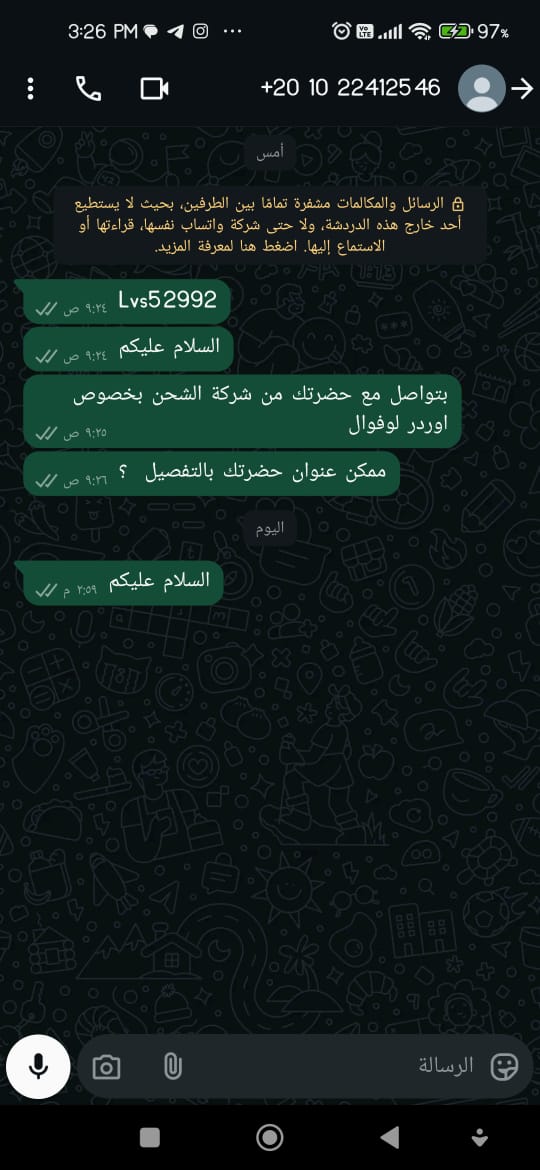 3:26 PM
97%
+20 10 22412546
أمس
الرسائل والمكالمات مشفرة تمامًا بين الطرفين، بحيث لا يستطيع
أحد خارج هذه الدردشة، ولا حتى شركة واتساب نفسها، قراءتها أو
الاستماع إليها. اضغط هنا لمعرفة المزيد.
Lvs52992
٩:٢٤ ص
السلام عليكم
٩:٢٤ ص
بتواصل مع حضرتك من شركة الشحن بخصوص
اوردر لوفوال
٩:٢٥ ص
ممكن عنوان حضرتك بالتفصيل ؟
٩:٢٦ ص
اليوم
السلام عليكم
٢:٥٩ م
الرسالة